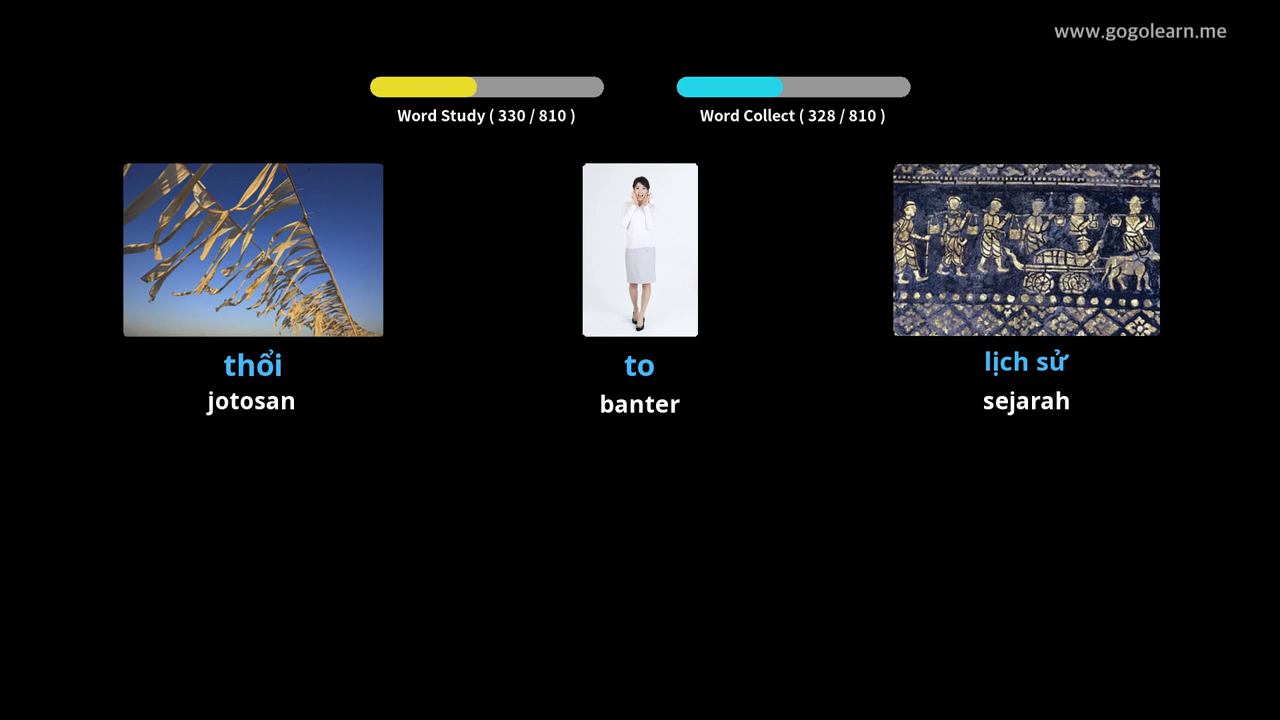 www.gogolearn.me
Word Study ( 330 / 810 )
Word Collect ( 328 / 810 )
thổi
jotosan
to
banter
lịch sử
sejarah